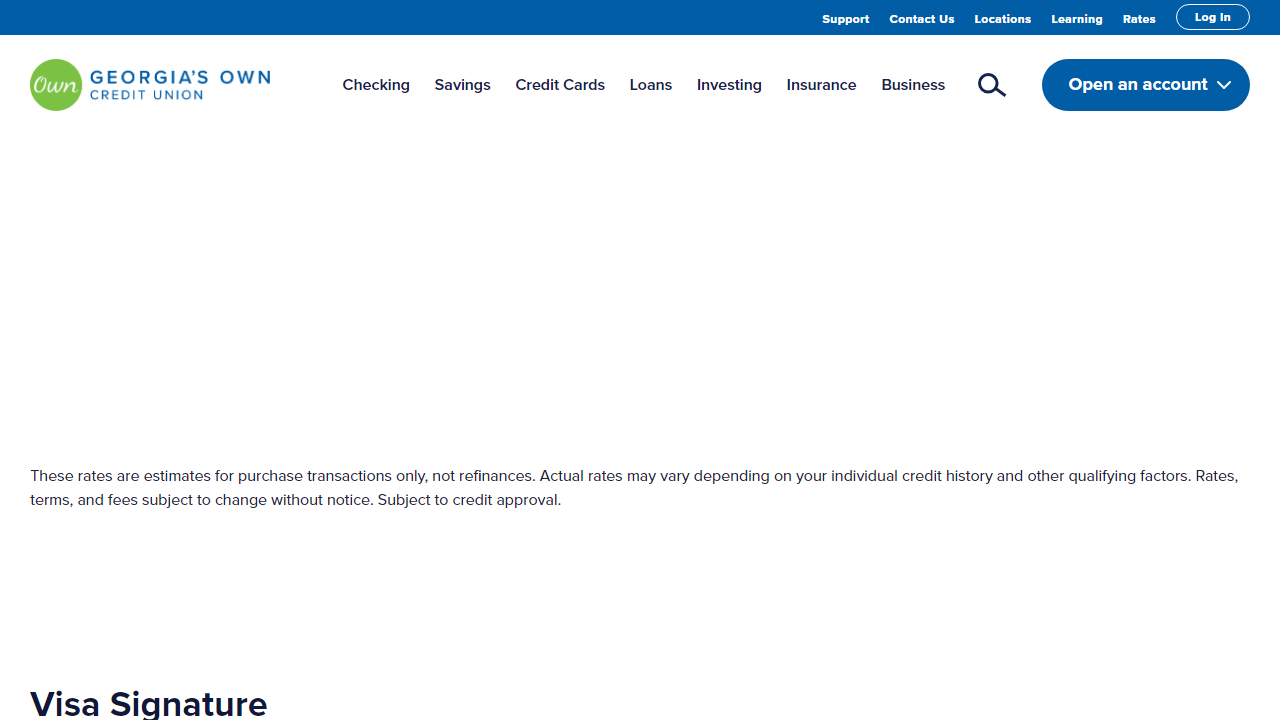 Support Contact Us Locations Learning Rates Log In
Own GEORGIA'S OWN
CREDIT UNION
Checking Savings Credit Cards Loans Investing Insurance Business Open an account
These rates are estimates for purchase transactions only, not refinances. Actual rates may vary depending on your individual credit history and other qualifying factors. Rates,
terms, and fees subject to change without notice. Subject to credit approval.
Visa Signature